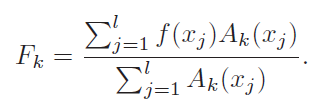 F_k = \frac{\sum_{j=1}^{l} f(x_j) A_k(x_j)}{\sum_{j=1}^{l} A_k(x_j)}.